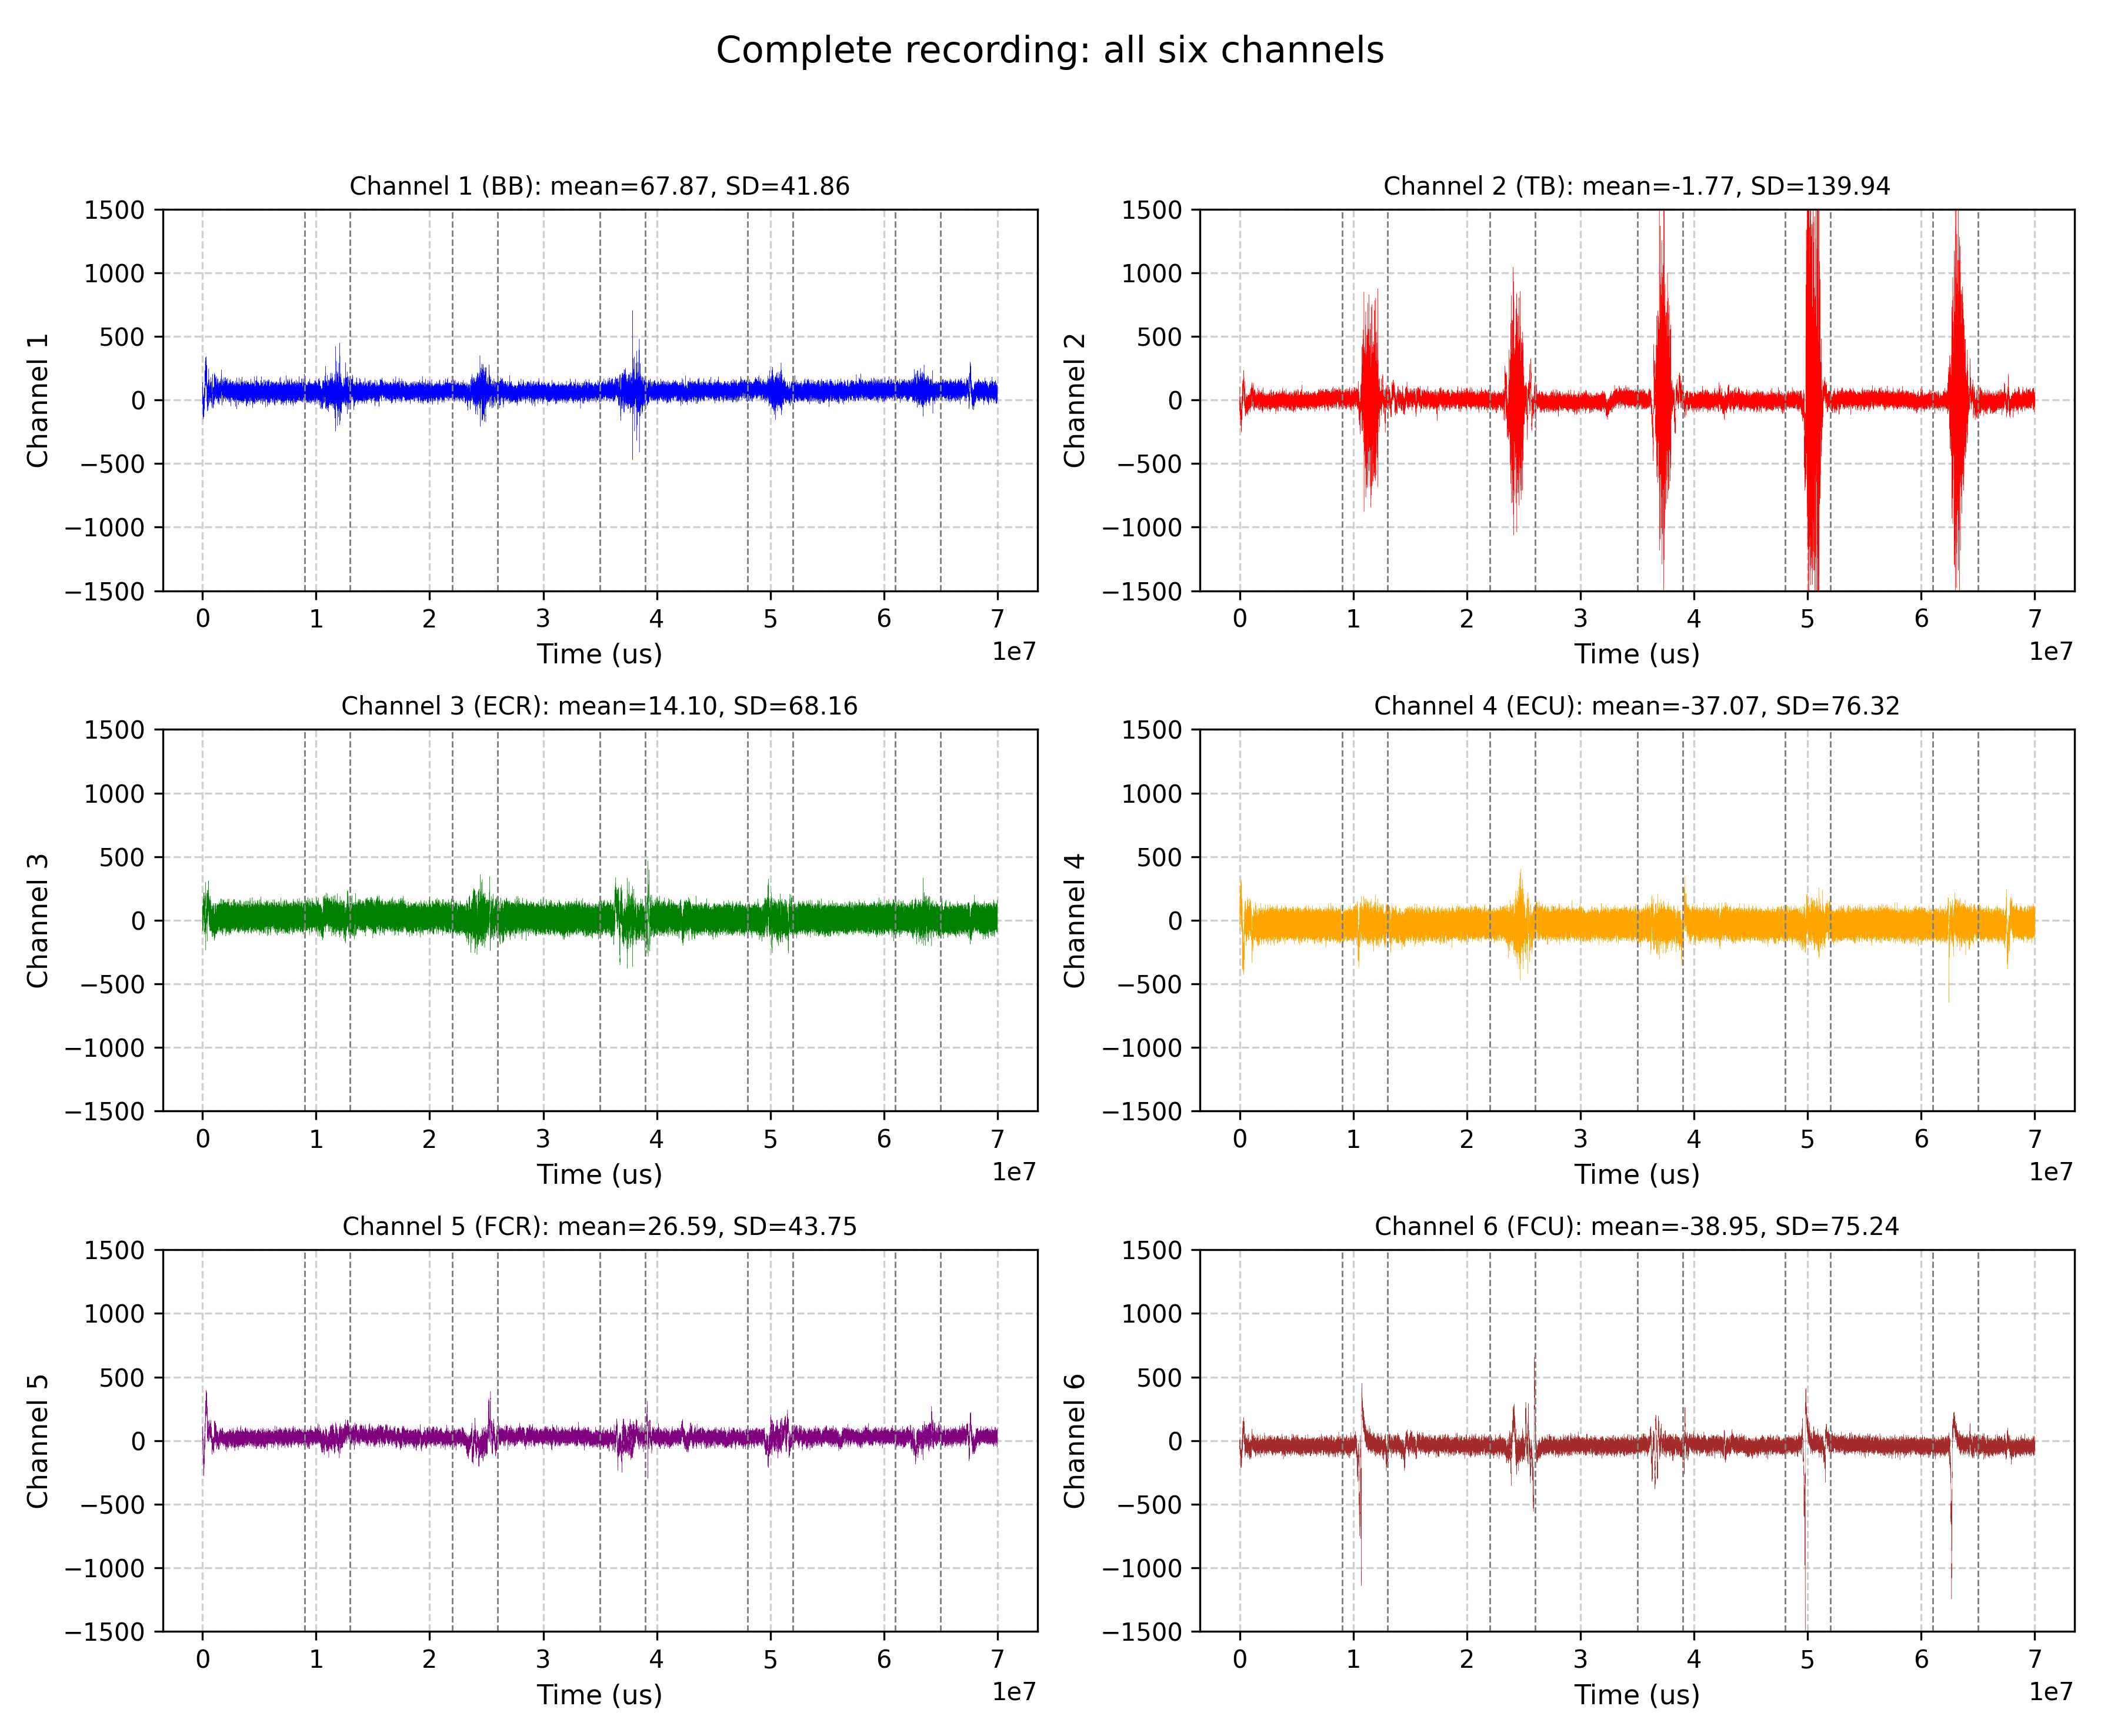 Complete recording: all six channels
Channel 1 (BB): mean=67.87, SD=41.86
Channel 1
1500
1000
500
0
−500
−1000
−1500
0 1 2 3 4 5 6 7
Time (us)
1e7
Channel 2 (TB): mean=-1.77, SD=139.94
Channel 2
1500
1000
500
0
−500
−1000
−1500
0 1 2 3 4 5 6 7
Time (us)
1e7
Channel 3 (ECR): mean=14.10, SD=68.16
Channel 3
1500
1000
500
0
−500
−1000
−1500
0 1 2 3 4 5 6 7
Time (us)
1e7
Channel 4 (ECU): mean=-37.07, SD=76.32
Channel 4
1500
1000
500
0
−500
−1000
−1500
0 1 2 3 4 5 6 7
Time (us)
1e7
Channel 5 (FCR): mean=26.59, SD=43.75
Channel 5
1500
1000
500
0
−500
−1000
−1500
0 1 2 3 4 5 6 7
Time (us)
1e7
Channel 6 (FCU): mean=-38.95, SD=75.24
Channel 6
1500
1000
500
0
−500
−1000
−1500
0 1 2 3 4 5 6 7
Time (us)
1e7